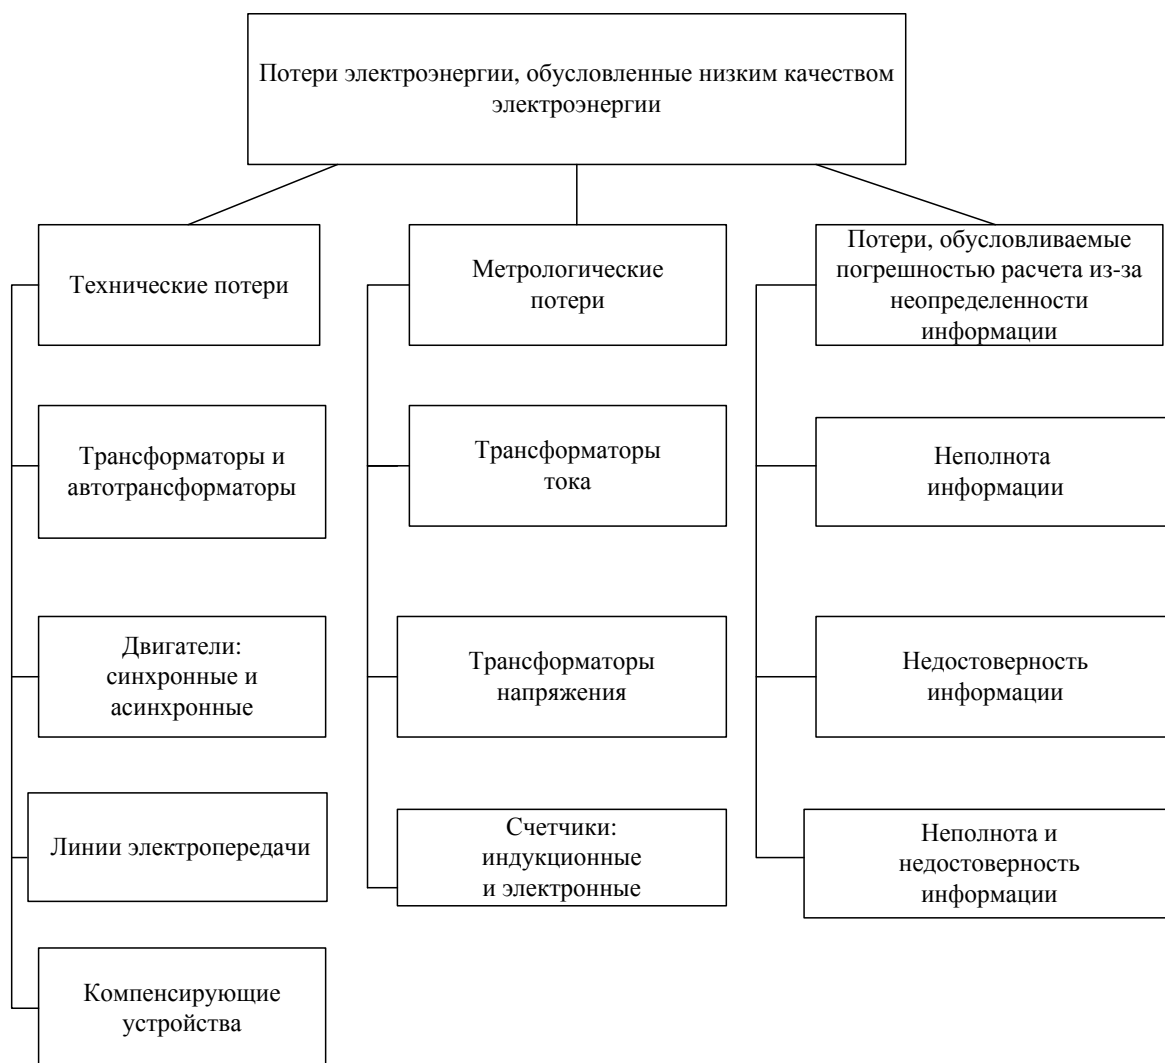 Потери электроэнергии, обусловленные низким качеством
электроэнергии
Технические потери
Трансформаторы и
автотрансформаторы
Двигатели:
синхронные и
асинхронные
Линии электропередачи
Компенсирующие
устройства
Метрологические
потери
Трансформаторы
тока
Трансформаторы
напряжения
Счетчики:
индукционные
и электронные
Потери, обусловливаемые
погрешностью расчета из-за
неопределенности
информации
Неполнота
информации
Недостоверность
информации
Неполнота и
недостоверность
информации